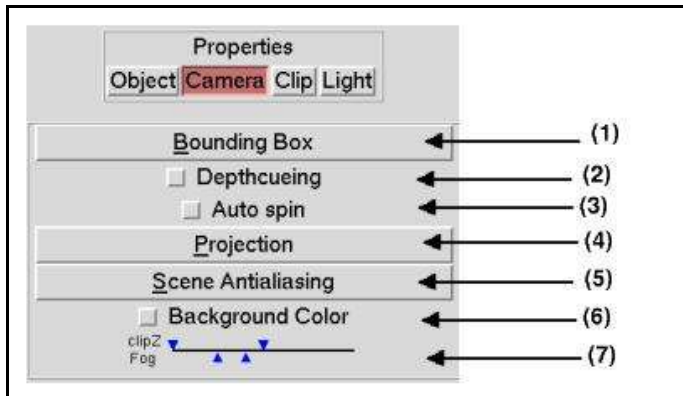 Properties
Object Camera Clip Light
Bounding Box (1)
Depthcueing (2)
Auto spin (3)
Projection (4)
Scene Antialiasing (5)
Background Color (6)
clipZ
Fog (7)